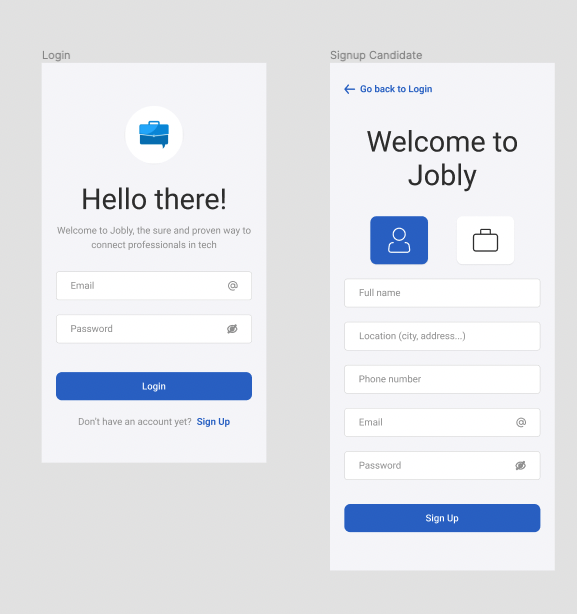 Login
Hello there!
Welcome to Jobly, the sure and proven way to
connect professionals in tech
Email @
Password
Login
Don't have an account yet? Sign Up
Signup Candidate
← Go back to Login
Welcome to
Jobly
Full name
Location (city, address...)
Phone number
Email @
Password
Sign Up